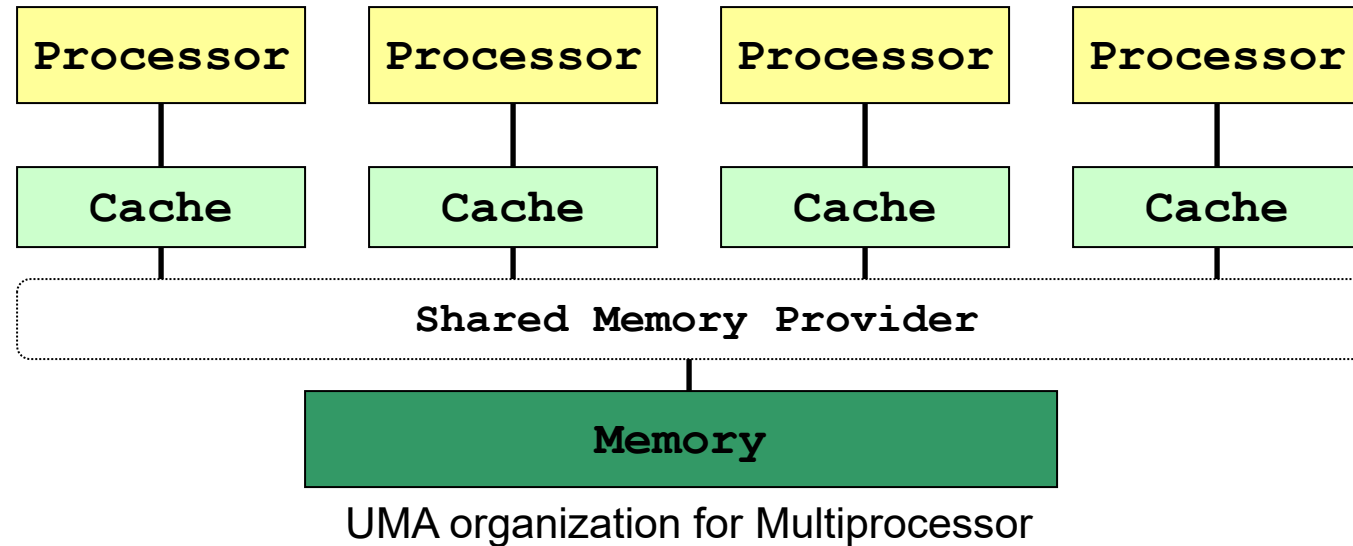 Processor Processor Processor Processor
Cache Cache Cache Cache
Shared Memory Provider
Memory
UMA organization for Multiprocessor